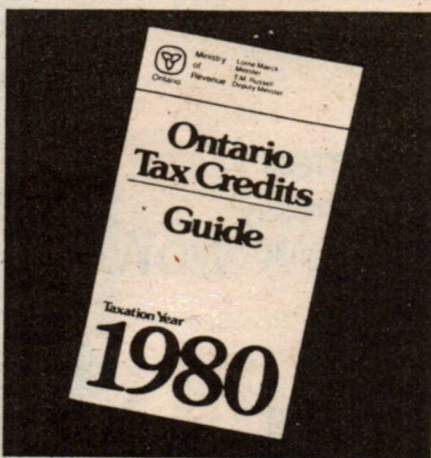 Ontario
Ministry
of
Revenue
Lorne Maeck
Minister
T.M. Russell
Deputy Minister
Ontario
Tax Credits
Guide
Taxation Year
1980